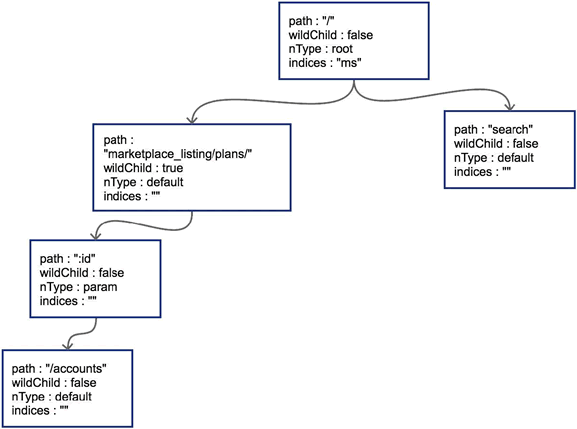 path : "/"
wildChild : false
nType : root
indices : "ms"
path :
"marketplace_listing/plans/"
wildChild : true
nType : default
indices : ""
path : "search"
wildChild : false
nType : default
indices : ""
path : ":id"
wildChild : false
nType : param
indices : ""
path : "/accounts"
wildChild : false
nType : default
indices : ""